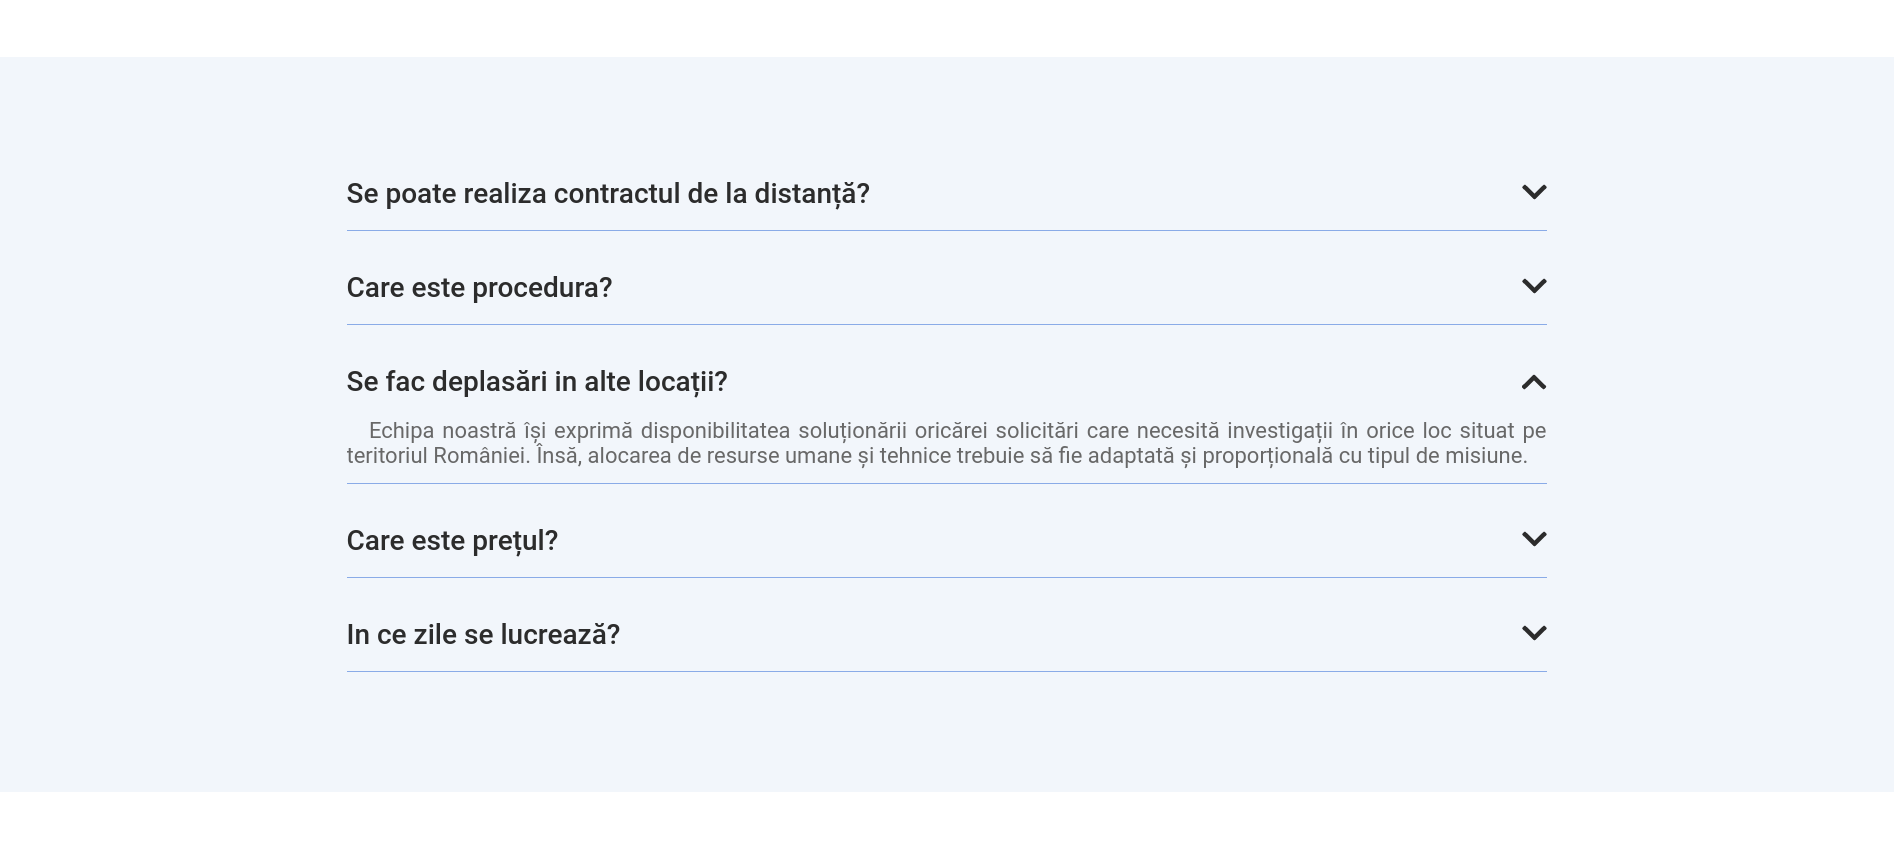 Se poate realiza contractul de la distanță?
Care este procedura?
Se fac deplasări in alte locații?
Echipa noastră își exprimă disponibilitatea soluționării oricărei solicitări care necesită investigații în orice loc situat pe
teritoriul României. Însă, alocarea de resurse umane și tehnice trebuie să fie adaptată și proporțională cu tipul de misiune.
Care este prețul?
In ce zile se lucrează?